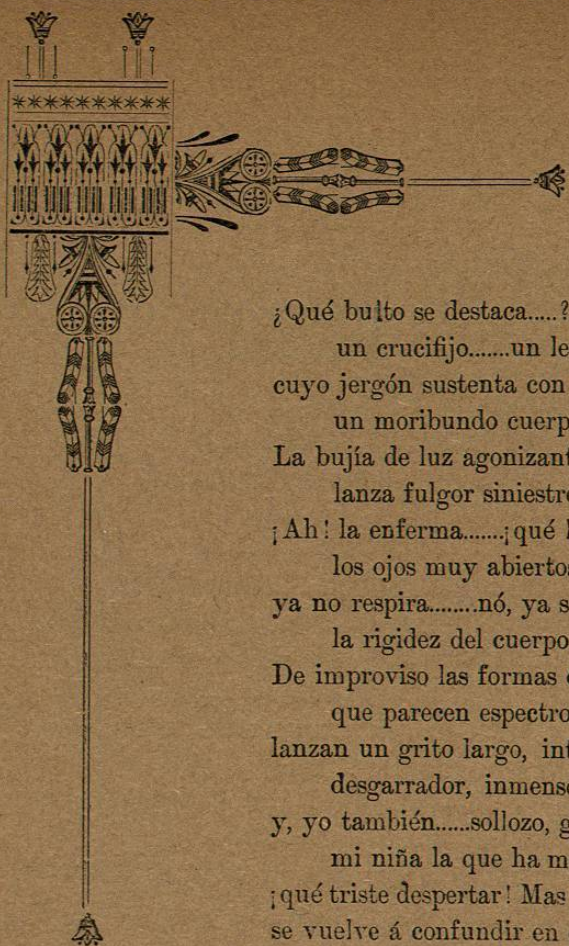 ¿Qué bulto se destaca.....?
un crucifijo.......un le
cuyo jergón sustenta con
un moribundo cuerp
La bujía de luz agonizant
lanza fulgor siniestr
¡Ah! la enferma.......¡qué
los ojos muy abiertos
ya no respira........nó, ya s
la rigidez del cuerpo
De improviso las formas
que parecen espectro
lanzan un grito largo, int
desgarrador, inmens
y, yo también......sollozo, g
mi niña la que ha m
¡qué triste despertar! Mas
se vuelve á confundir en